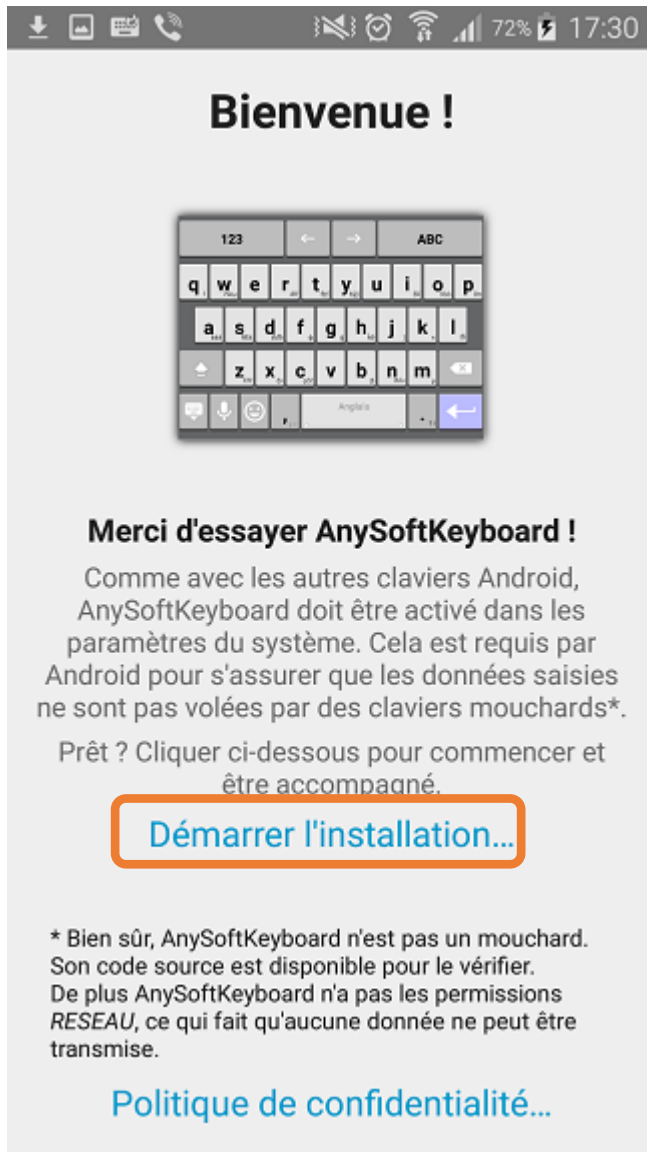 72% 17:30
Bienvenue !
123 ← → ABC
q w e r t y u i o p
a s d f g h j k l
z x c v b n m
, Anglais .
Merci d'essayer AnySoftKeyboard !
Comme avec les autres claviers Android,
AnySoftKeyboard doit être activé dans les
paramètres du système. Cela est requis par
Android pour s'assurer que les données saisies
ne sont pas volées par des claviers mouchards*.
Prêt ? Cliquer ci-dessous pour commencer et
être accompagné.
Démarrer l'installation...
* Bien sûr, AnySoftKeyboard n'est pas un mouchard.
Son code source est disponible pour le vérifier.
De plus AnySoftKeyboard n'a pas les permissions
RESEAU, ce qui fait qu'aucune donnée ne peut être
transmise.
Politique de confidentialité...